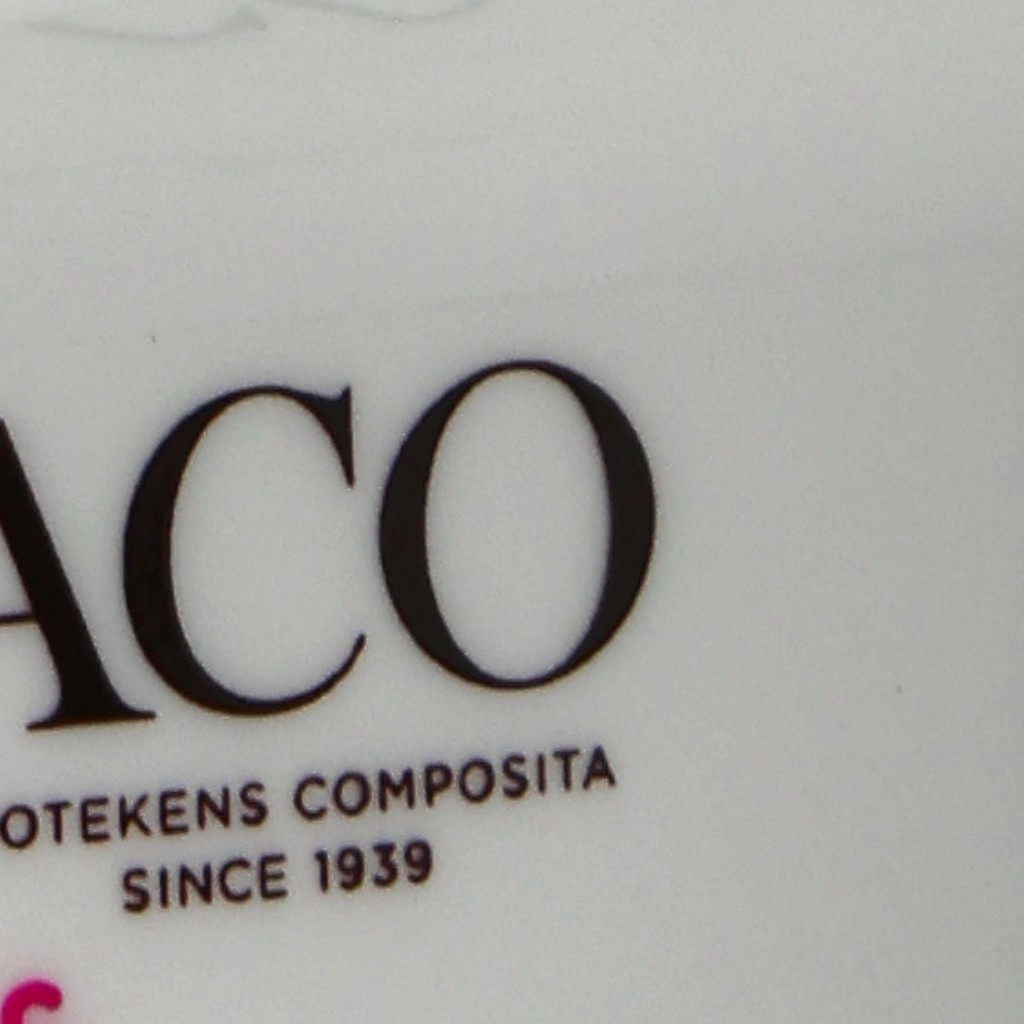 ACO
OTEKENS COMPOSITA
SINCE 1939